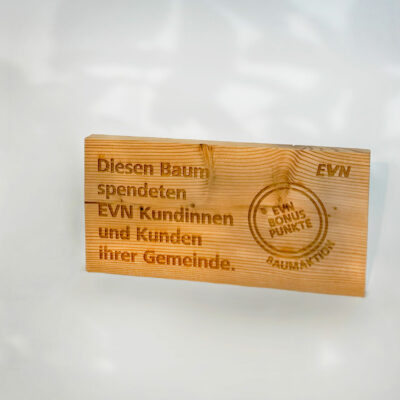 Diesen Baum
spendeten
EVN Kundinnen
und Kunden
ihrer Gemeinde.
EVN
EVN
BONUS
PUNKTE
BAUMAKTION